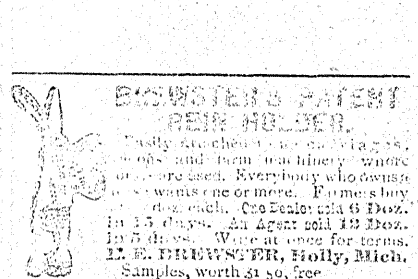 BREWSTER'S PATENT
REIN HOLDER.
Easily attached to
and farm machinery where
are used. Everybody who owns a
wants one or more. Farmers buy
doz. each. One Dealer sold 6 Doz.
in 15 days. An Agent sold 12 Doz.
in 5 days. Write at once for terms.
E. E. BREWSTER, Holly, Mich.
Samples, worth $1 50, free